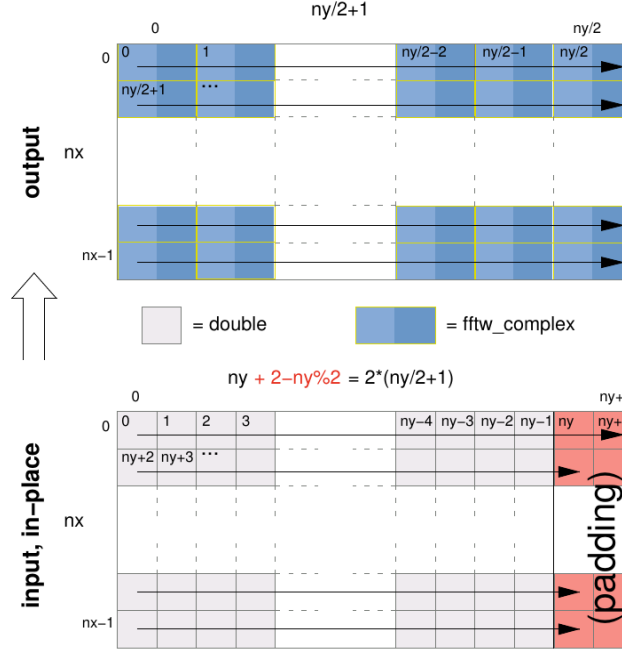 ny/2+1
0
ny/2
0
0
1
ny/2−2
ny/2−1
ny/2
ny/2+1
...
output
nx
nx−1
= double
= fftw_complex
ny + 2−ny%2 = 2*(ny/2+1)
0
ny+
0
0
1
2
3
ny−4
ny−3
ny−2
ny−1
ny
ny+
ny+2
ny+3
...
input, in−place
nx
(padding)
nx−1